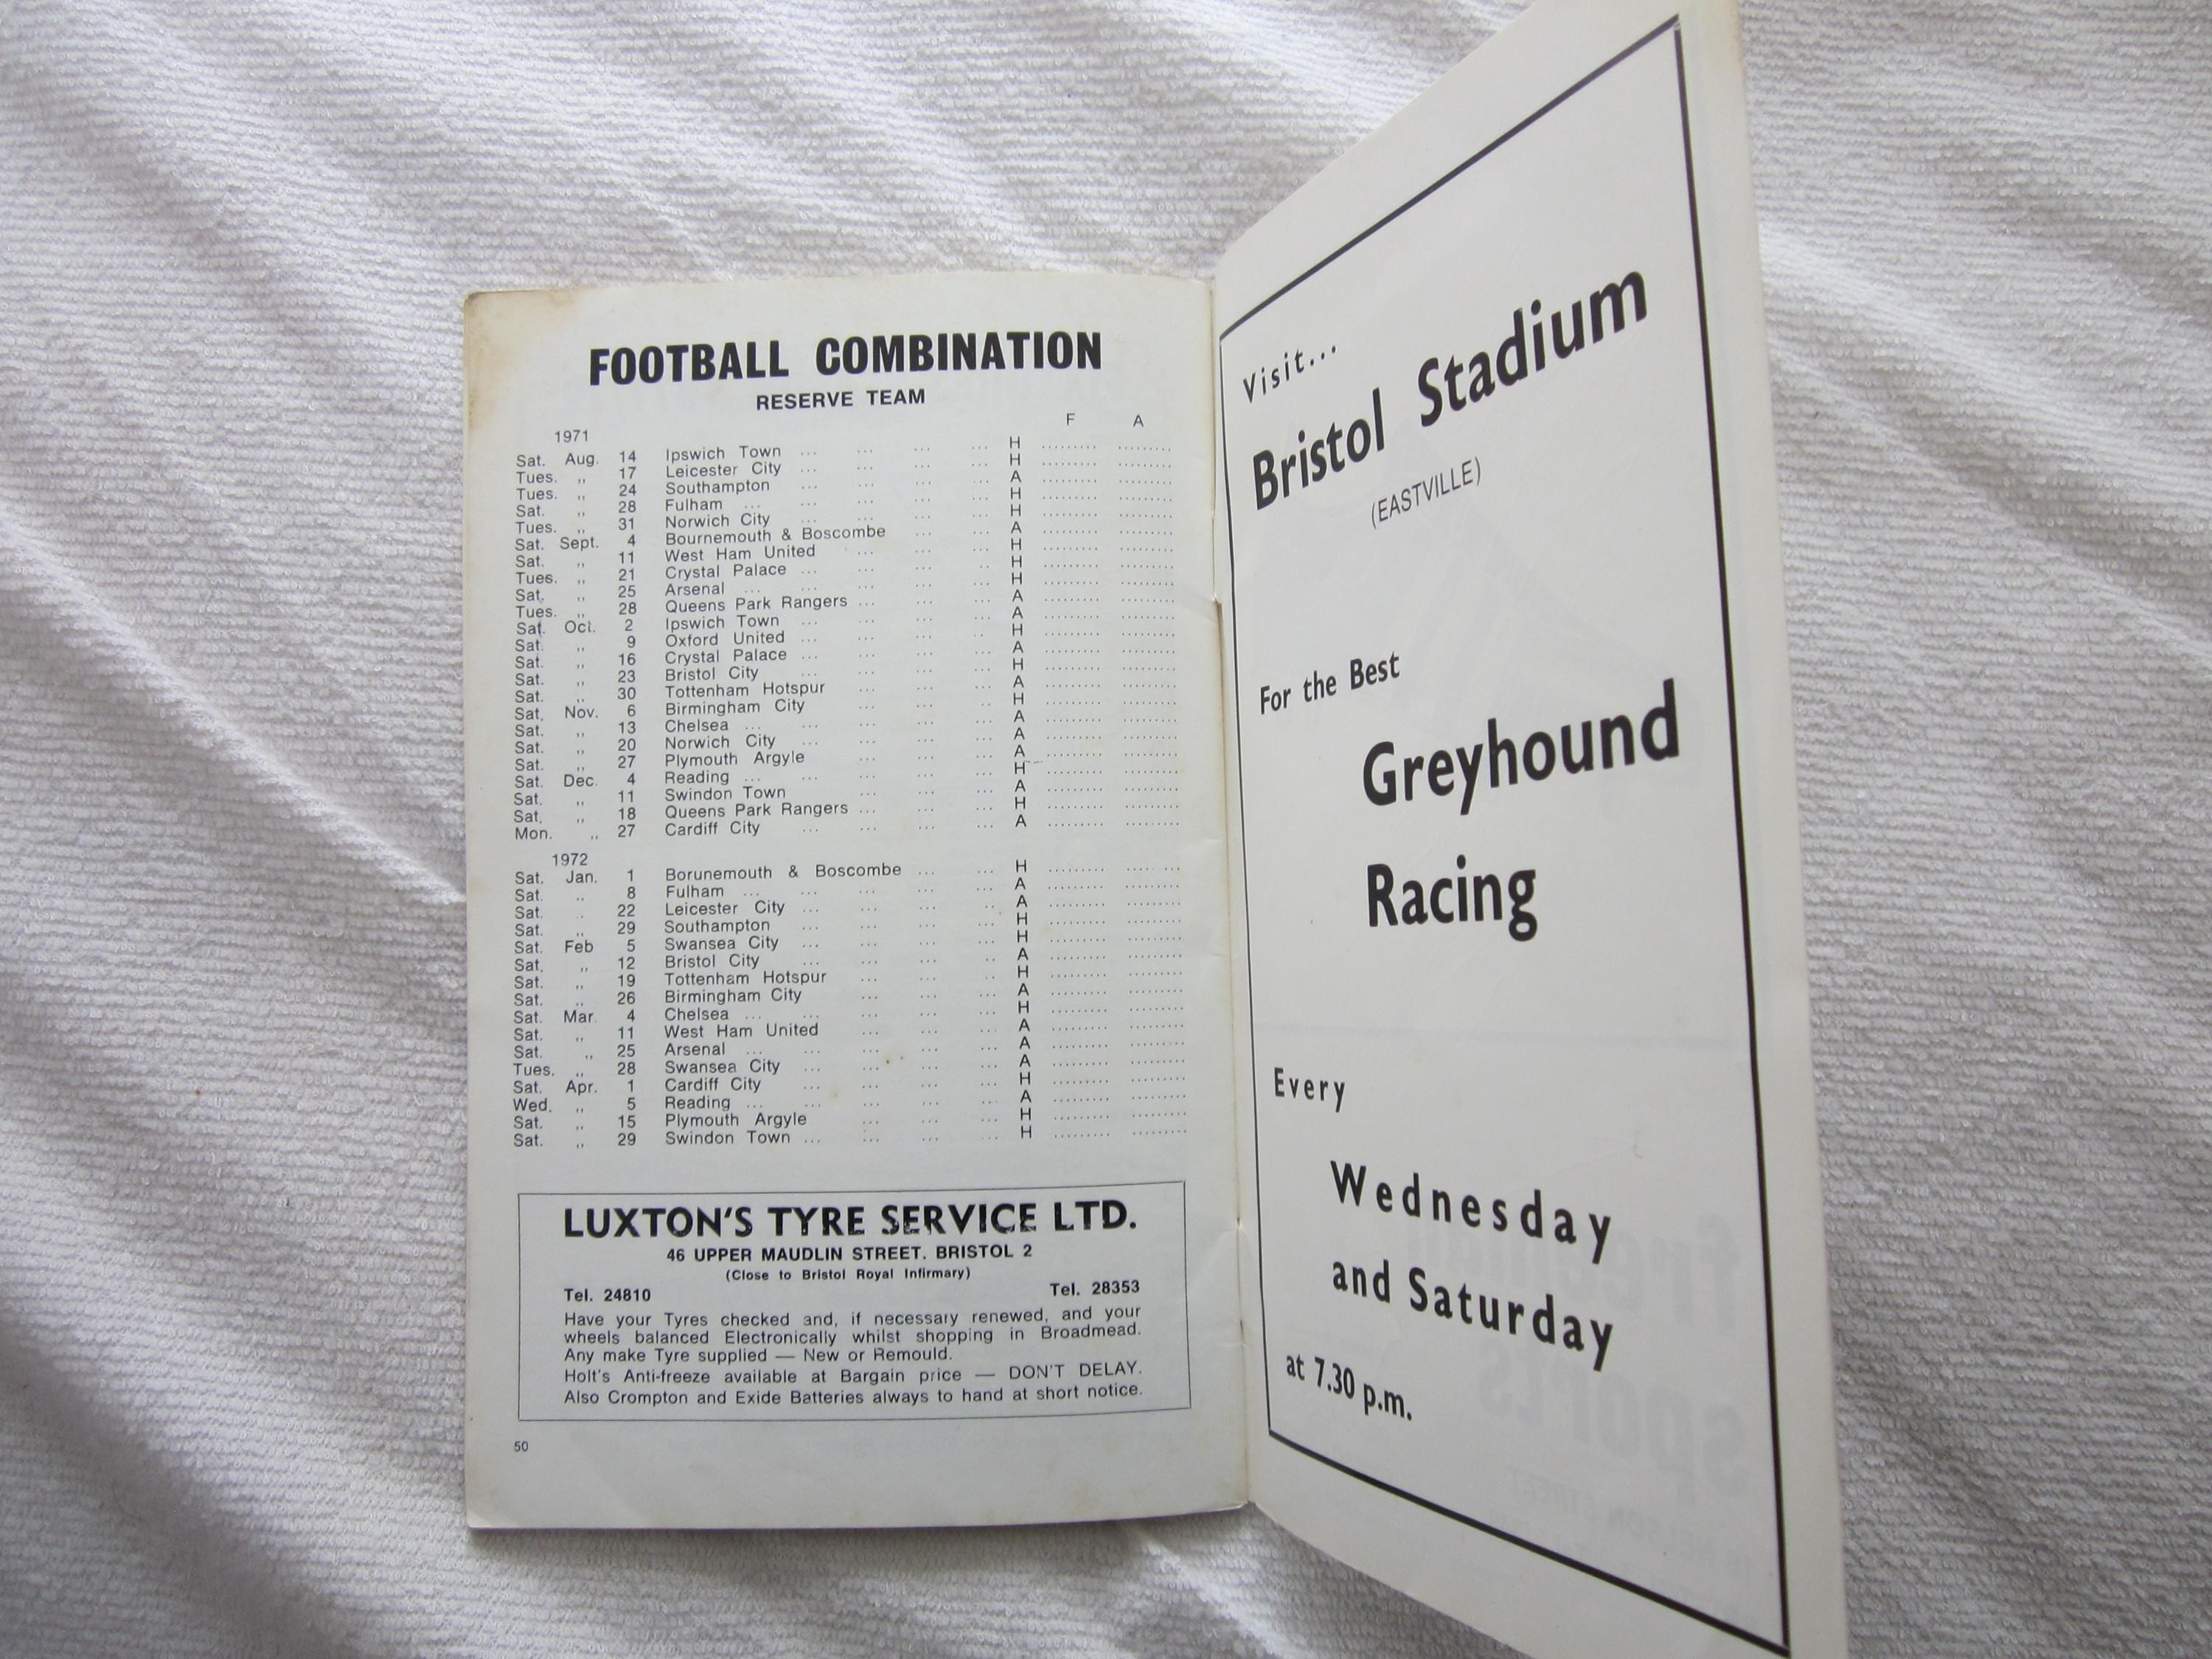 FOOTBALL COMBINATION
RESERVE TEAM
F A
1971
Sat. Aug. 14 Ipswich Town ... ... ... ... H ......... .........
Tues. ,, 17 Leicester City ... ... ... ... H ......... .........
Tues. ,, 24 Southampton ... ... ... ... A ......... .........
Sat. ,, 28 Fulham ... ... ... ... ... H ......... .........
Tues. ,, 31 Norwich City ... ... ... ... H ......... .........
Sat. Sept. 4 Bournemouth & Boscombe ... ... A ......... .........
Sat. ,, 11 West Ham United ... ... ... H ......... .........
Tues. ,, 21 Crystal Palace ... ... ... ... H ......... .........
Sat. ,, 25 Arsenal ... ... ... ... ... H ......... .........
Tues. ,, 28 Queens Park Rangers ... ... ... A ......... .........
Sat. Oct. 2 Ipswich Town ... ... ... ... A ......... .........
Sat. ,, 9 Oxford United ... ... ... ... H ......... .........
Sat. ,, 16 Crystal Palace ... ... ... ... A ......... .........
Sat. ,, 23 Bristol City ... ... ... ... H ......... .........
Sat. ,, 30 Tottenham Hotspur ... ... ... A ......... .........
Sat. Nov. 6 Birmingham City ... ... ... H ......... .........
Sat. ,, 13 Chelsea ... ... ... ... ... A ......... .........
Sat. ,, 20 Norwich City ... ... ... ... A ......... .........
Sat. ,, 27 Plymouth Argyle ... ... ... A ......... .........
Sat. Dec. 4 Reading ... ... ... ... ... H ......... .........
Sat. ,, 11 Swindon Town ... ... ... ... A ......... .........
Sat. ,, 18 Queens Park Rangers ... ... ... H ......... .........
Mon. ,, 27 Cardiff City ... ... ... ... A ......... .........
1972
Sat. Jan. 1 Borunemouth & Boscombe ... ... H ......... .........
Sat. ,, 8 Fulham ... ... ... ... ... A ......... .........
Sat. ,, 22 Leicester City ... ... ... ... A ......... .........
Sat. ,, 29 Southampton ... ... ... ... H ......... .........
Sat. Feb 5 Swansea City ... ... ... ... H ......... .........
Sat. ,, 12 Bristol City ... ... ... ... A ......... .........
Sat. ,, 19 Tottenham Hotspur ... ... ... H ......... .........
Sat. ,, 26 Birmingham City ... ... ... A ......... .........
Sat. Mar. 4 Chelsea ... ... ... ... ... H ......... .........
Sat. ,, 11 West Ham United ... ... ... A ......... .........
Sat. ,, 25 Arsenal ... ... ... ... ... A ......... .........
Tues. ,, 28 Swansea City ... ... ... ... A ......... .........
Sat. Apr. 1 Cardiff City ... ... ... ... H ......... .........
Wed. ,, 5 Reading ... ... ... ... ... A ......... .........
Sat. ,, 15 Plymouth Argyle ... ... ... H ......... .........
Sat. ,, 29 Swindon Town ... ... ... ... H ......... .........
LUXTON'S TYRE SERVICE LTD.
46 UPPER MAUDLIN STREET. BRISTOL 2
(Close to Bristol Royal Infirmary)
Tel. 24810 Tel. 28353
Have your Tyres checked and, if necessary renewed, and your
wheels balanced Electronically whilst shopping in Broadmead.
Any make Tyre supplied — New or Remould.
Holt's Anti-freeze available at Bargain price — DON'T DELAY.
Also Crompton and Exide Batteries always to hand at short notice.
50
Visit...
Bristol Stadium
(EASTVILLE)
For the Best
Greyhound
Racing
Every
Wednesday
and Saturday
at 7.30 p.m.